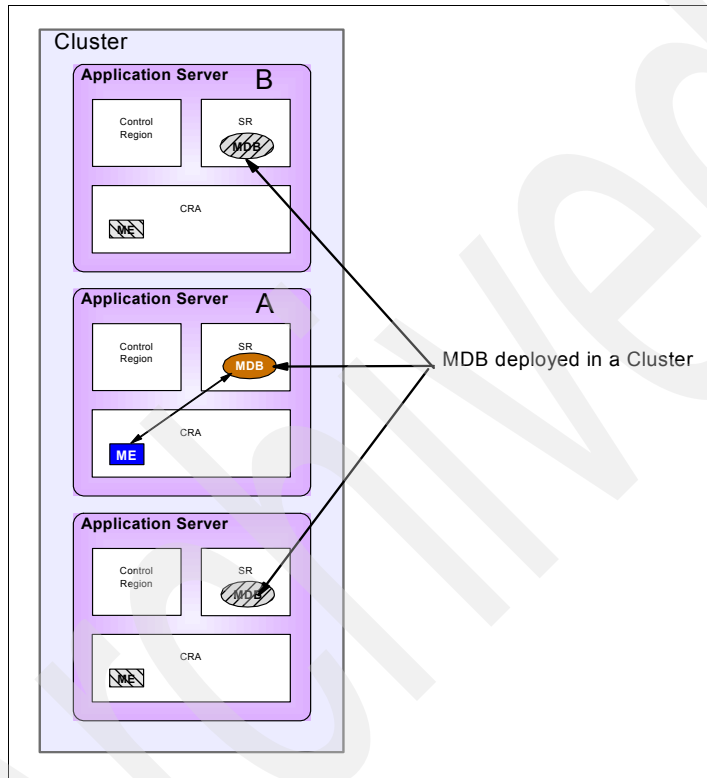 Cluster
Application Server B
Control
Region
SR
MDB
CRA
ME
Application Server A
Control
Region
SR
MDB
CRA
ME
MDB deployed in a Cluster
Application Server
Control
Region
SR
MDB
CRA
ME